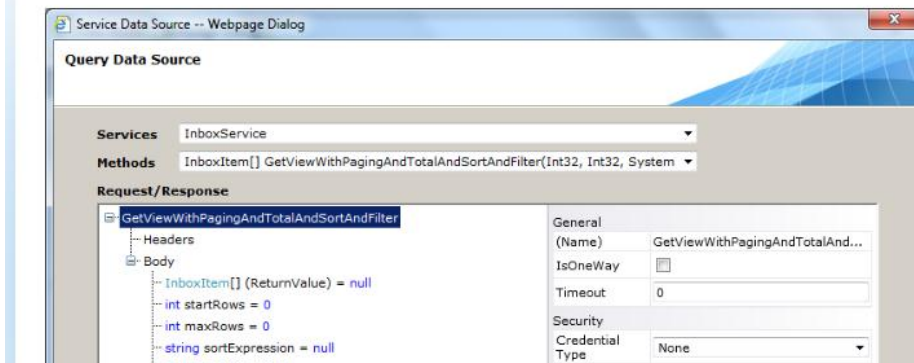 Service Data Source -- Webpage Dialog
Query Data Source
Services InboxService
Methods InboxItem[] GetViewWithPagingAndTotalAndSortAndFilter(Int32, Int32, System
Request/Response
GetViewWithPagingAndTotalAndSortAndFilter
Headers
Body
InboxItem[] (ReturnValue) = null
int startRows = 0
int maxRows = 0
string sortExpression = null
General
(Name) GetViewWithPagingAndTotalAnd...
IsOneWay
Timeout 0
Security
Credential
Type None